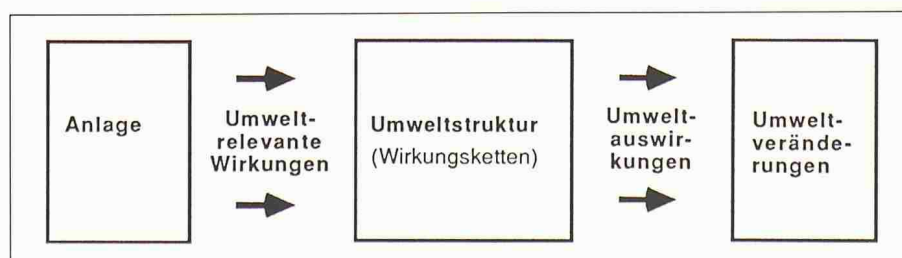 Anlage
Umwelt-
relevante
Wirkungen
Umweltstruktur
(Wirkungsketten)
Umwelt-
auswir-
kungen
Umwelt-
verände-
rungen